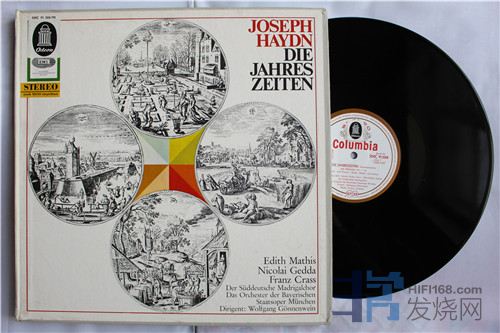 Odeon
STEREO
JOSEPH
HAYDN
DIE
JAHRES
ZEITEN
Edith Mathis
Nicolai Gedda
Franz Crass
Der Süddeutsche Madrigalchor
Das Orchester der Bayerischen
Staatsoper München
Dirigent: Wolfgang Gönnenwein
Columbia
HIFI168.com
发烧网